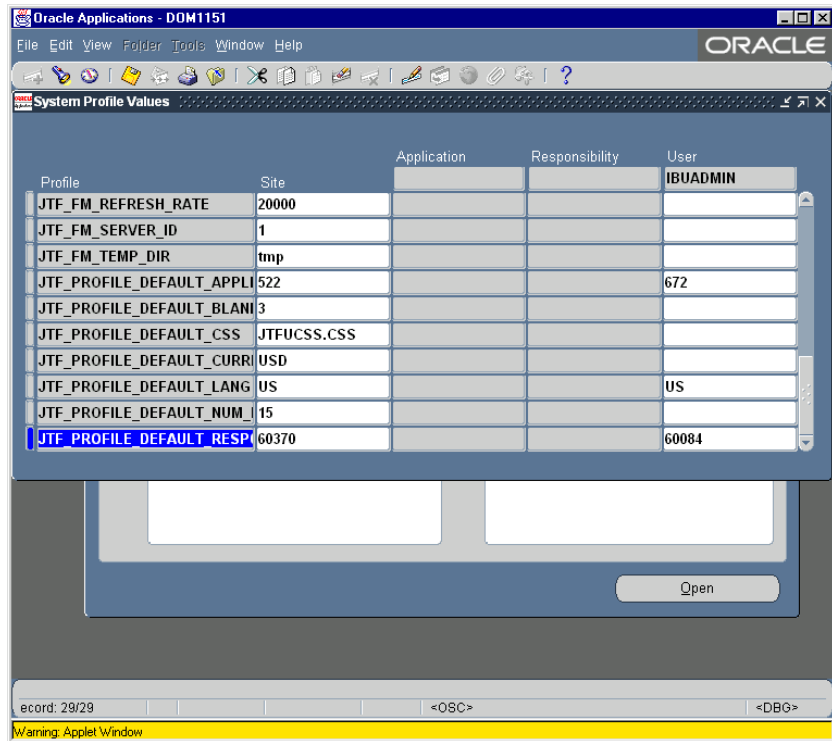 Oracle Applications - DOM1151
File Edit View Folder Tools Window Help
ORACLE
System Profile Values
Application Responsibility User
Profile Site IBUADMIN
JTF_FM_REFRESH_RATE 20000
JTF_FM_SERVER_ID 1
JTF_FM_TEMP_DIR tmp
JTF_PROFILE_DEFAULT_APPLI 522 672
JTF_PROFILE_DEFAULT_BLANI 3
JTF_PROFILE_DEFAULT_CSS JTFUCSS.CSS
JTF_PROFILE_DEFAULT_CURRI USD
JTF_PROFILE_DEFAULT_LANG US US
JTF_PROFILE_DEFAULT_NUM_I 15
JTF_PROFILE_DEFAULT_RESP( 60370 60084
Open
ecord: 29/29 <OSC> <DBG>
Warning: Applet Window